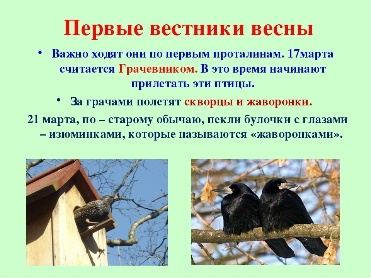 Первые вестники весны
• Важно ходят они по первым проталинам. 17марта
считается Грачевником. В это время начинают
прилетать эти птицы.
• За грачами полетят скворцы и жаворонки.
21 марта, по – старому обычаю, пекли булочки с глазами
– изюминками, которые называются «жаворонками».